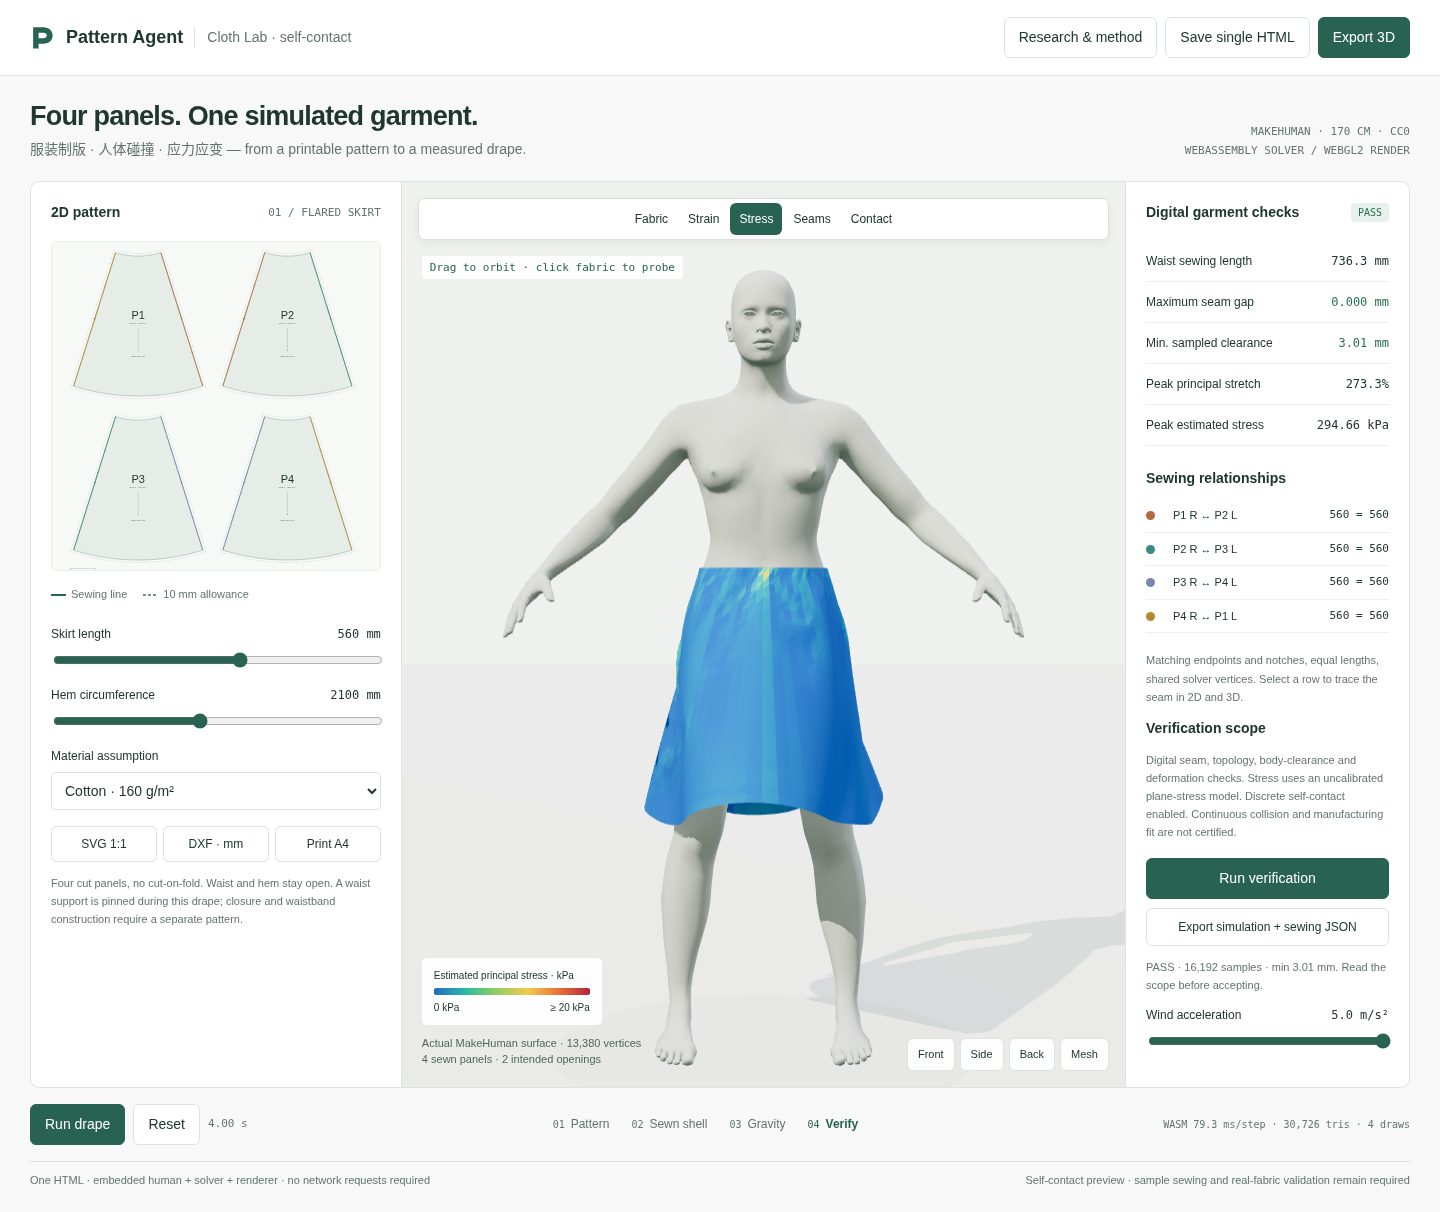 Pattern Agent
Cloth Lab · self-contact
Research & method
Save single HTML
Export 3D
Four panels. One simulated garment.
服装制版 · 人体碰撞 · 应力应变 — from a printable pattern to a measured drape.
MAKEHUMAN · 170 CM · CC0
WEBASSEMBLY SOLVER / WEBGL2 RENDER
2D pattern
01 / FLARED SKIRT
P1
P2
P3
P4
Sewing line
10 mm allowance
Skirt length
560 mm
Hem circumference
2100 mm
Material assumption
Cotton · 160 g/m²
SVG 1:1
DXF · mm
Print A4
Four cut panels, no cut-on-fold. Waist and hem stay open. A waist
support is pinned during this drape; closure and waistband
construction require a separate pattern.
Fabric
Strain
Stress
Seams
Contact
Drag to orbit · click fabric to probe
Estimated principal stress · kPa
0 kPa
≥ 20 kPa
Actual MakeHuman surface · 13,380 vertices
4 sewn panels · 2 intended openings
Front
Side
Back
Mesh
Digital garment checks
PASS
Waist sewing length
736.3 mm
Maximum seam gap
0.000 mm
Min. sampled clearance
3.01 mm
Peak principal stretch
273.3%
Peak estimated stress
294.66 kPa
Sewing relationships
P1 R ↔ P2 L
560 = 560
P2 R ↔ P3 L
560 = 560
P3 R ↔ P4 L
560 = 560
P4 R ↔ P1 L
560 = 560
Matching endpoints and notches, equal lengths,
shared solver vertices. Select a row to trace the
seam in 2D and 3D.
Verification scope
Digital seam, topology, body-clearance and
deformation checks. Stress uses an uncalibrated
plane-stress model. Discrete self-contact
enabled. Continuous collision and manufacturing
fit are not certified.
Run verification
Export simulation + sewing JSON
PASS · 16,192 samples · min 3.01 mm. Read the
scope before accepting.
Wind acceleration
5.0 m/s²
Run drape
Reset
4.00 s
01 Pattern
02 Sewn shell
03 Gravity
04 Verify
WASM 79.3 ms/step · 30,726 tris · 4 draws
One HTML · embedded human + solver + renderer · no network requests required
Self-contact preview · sample sewing and real-fabric validation remain required